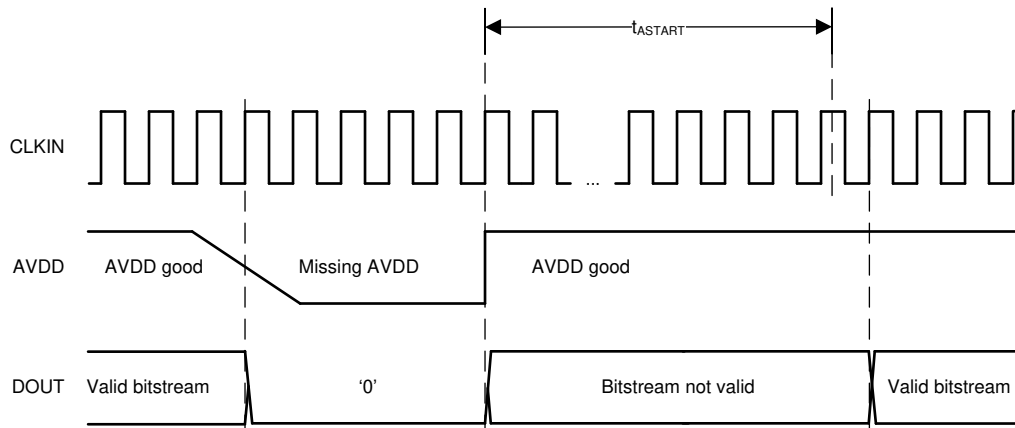 tASTART
CLKIN
...
AVDD
AVDD good
Missing AVDD
AVDD good
DOUT
Valid bitstream
‘0’
Bitstream not valid
Valid bitstream